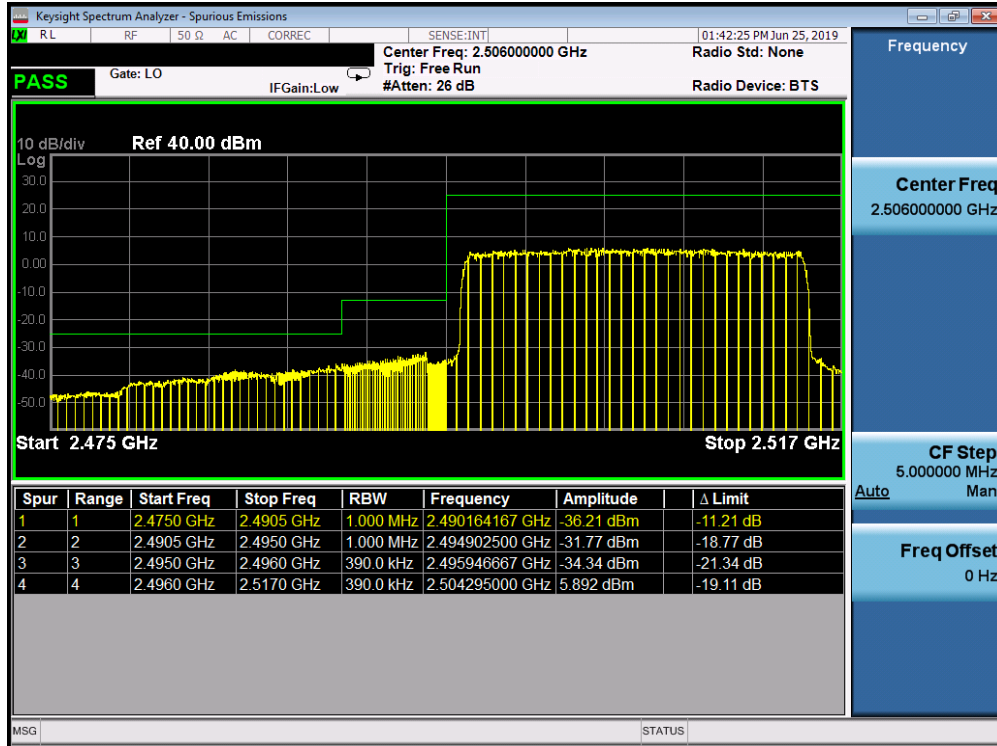 Keysight Spectrum Analyzer - Spurious Emissions
LXI RL RF 50 Ω AC CORREC SENSE:INT 01:42:25 PM Jun 25, 2019
Center Freq: 2.506000000 GHz Radio Std: None
Trig: Free Run
PASS Gate: LO IFGain:Low #Atten: 26 dB Radio Device: BTS
10 dB/div Ref 40.00 dBm
Log
30.0
20.0
10.0
0.00
-10.0
-20.0
-30.0
-40.0
-50.0
Start 2.475 GHz Stop 2.517 GHz
Spur Range Start Freq Stop Freq RBW Frequency Amplitude Δ Limit
1 1 2.4750 GHz 2.4905 GHz 1.000 MHz 2.490164167 GHz -36.21 dBm -11.21 dB
2 2 2.4905 GHz 2.4950 GHz 1.000 MHz 2.494902500 GHz -31.77 dBm -18.77 dB
3 3 2.4950 GHz 2.4960 GHz 390.0 kHz 2.495946667 GHz -34.34 dBm -21.34 dB
4 4 2.4960 GHz 2.5170 GHz 390.0 kHz 2.504295000 GHz 5.892 dBm -19.11 dB
MSG STATUS
Frequency
Center Freq
2.506000000 GHz
CF Step
5.000000 MHz
Auto Man
Freq Offset
0 Hz